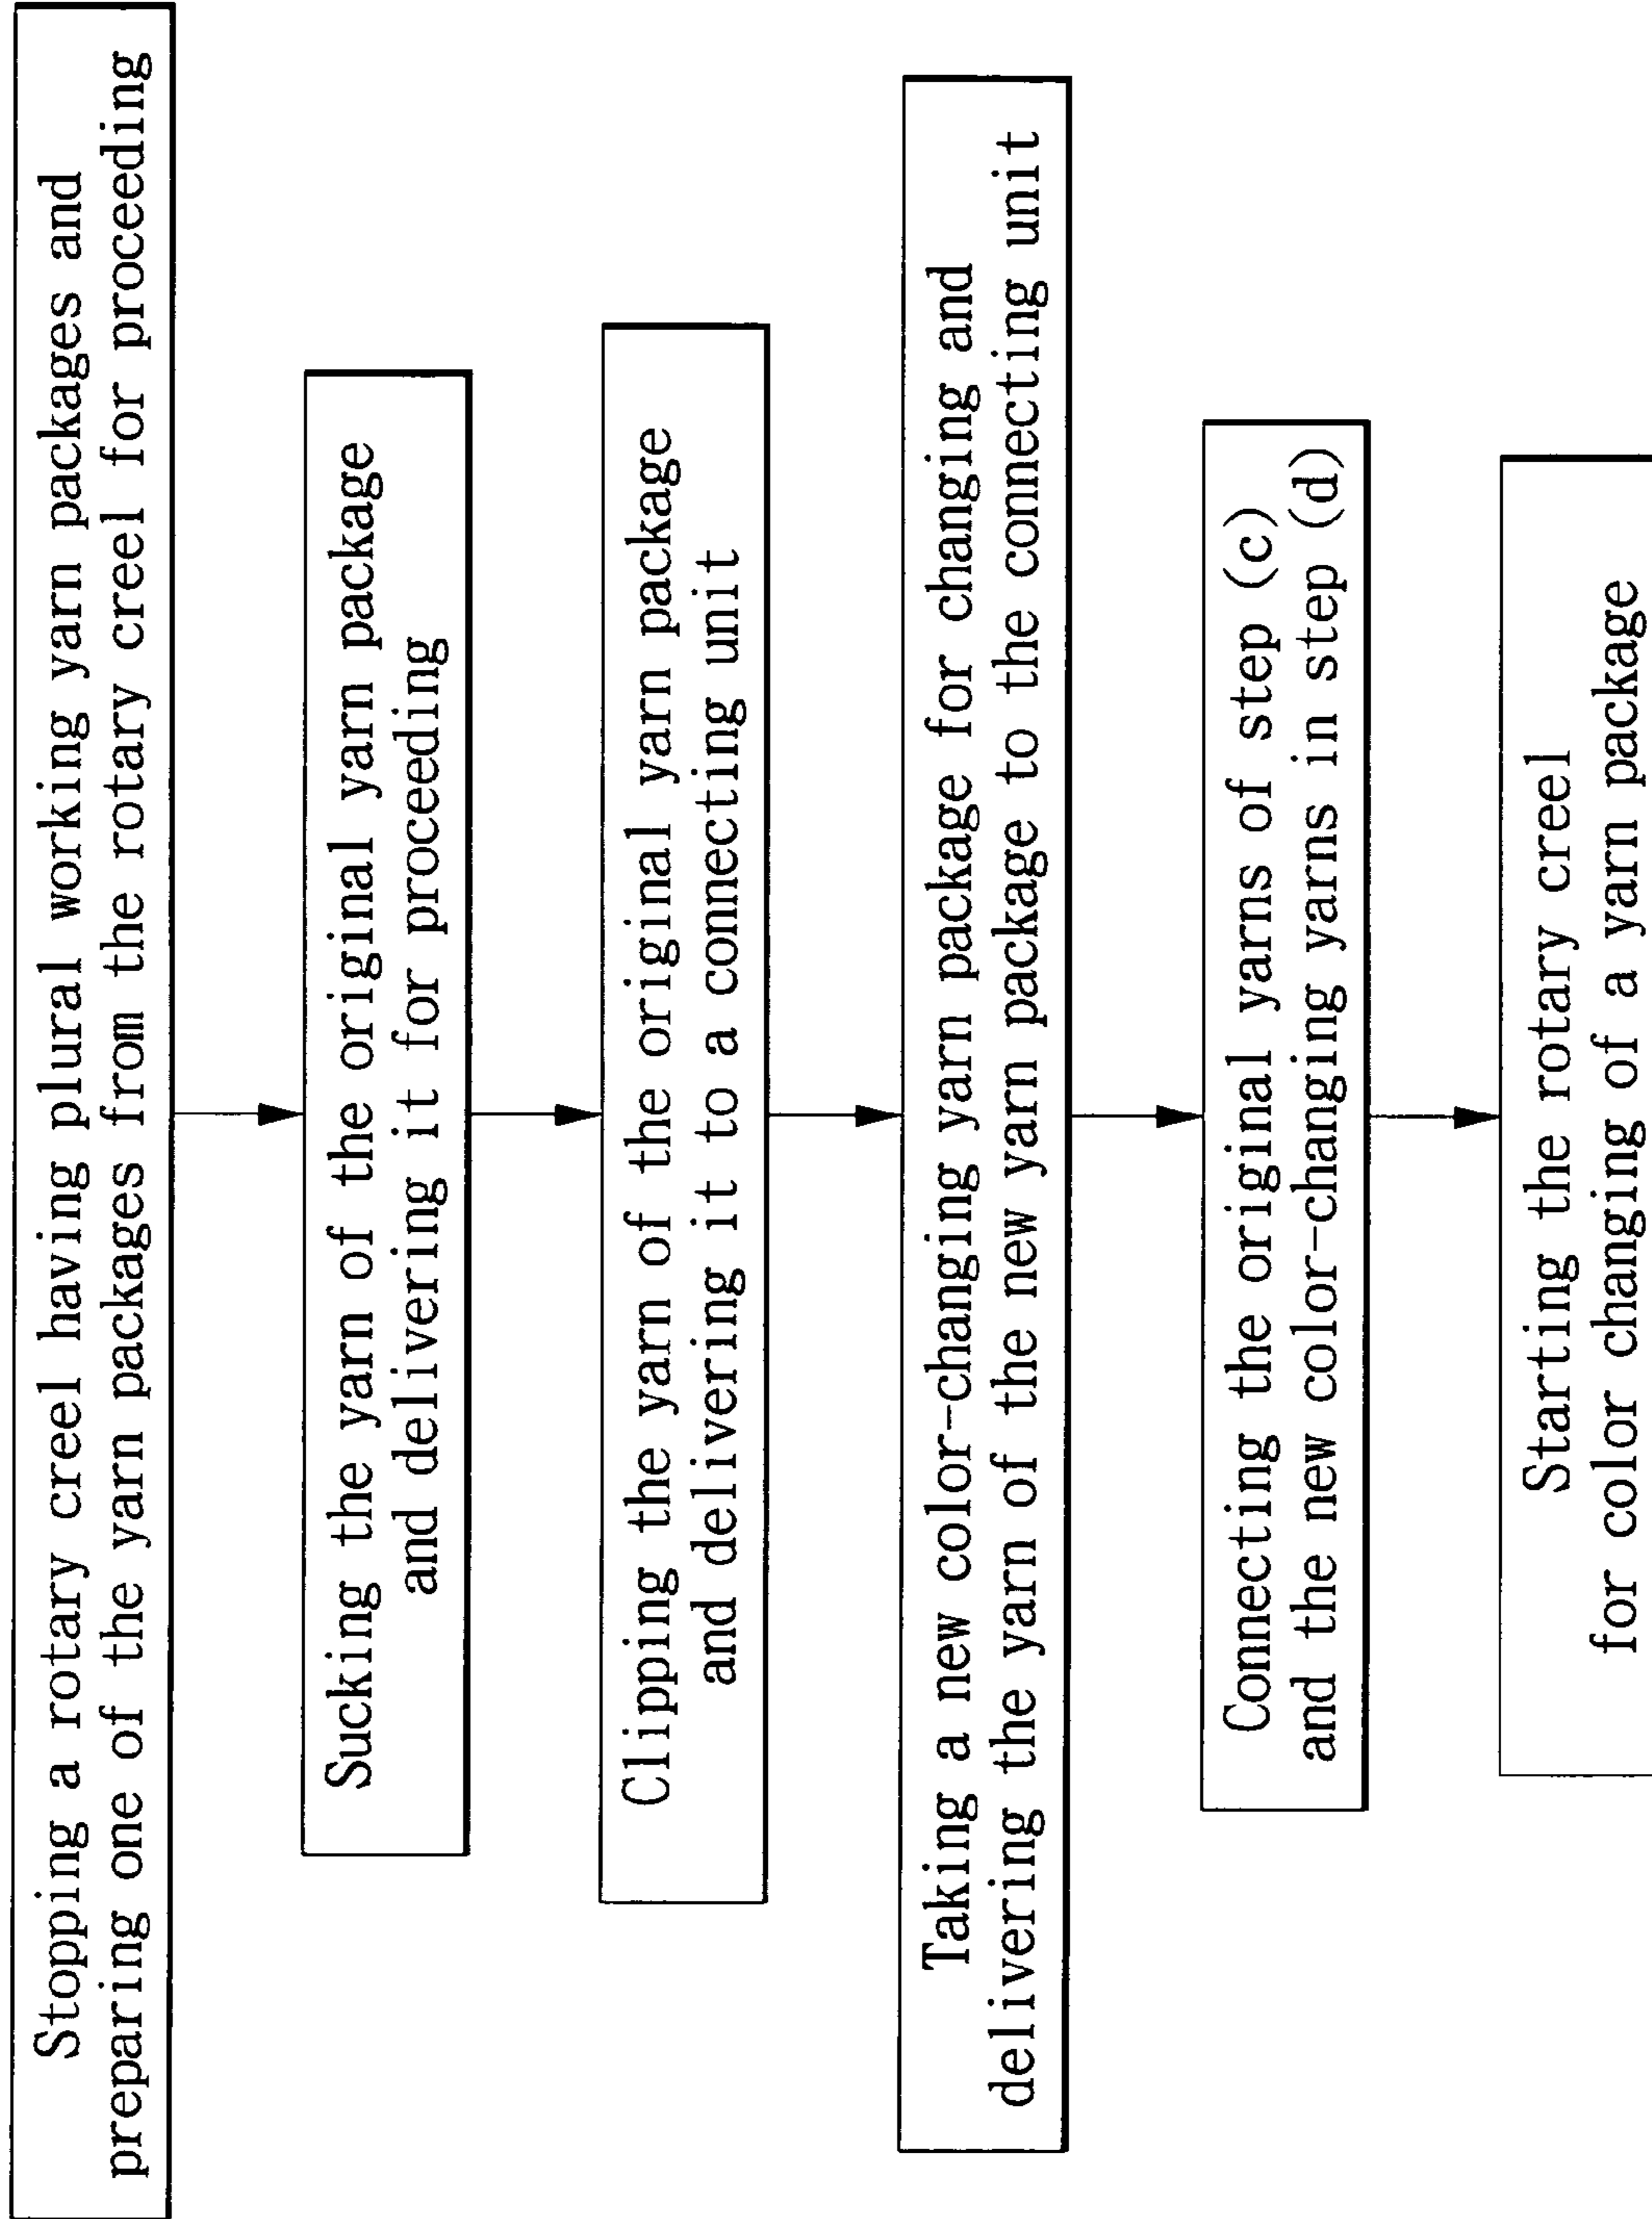 Stopping a rotary creel having plural working yarn packages and
preparing one of the yarn packages from the rotary creel for proceeding
Sucking the yarn of the original yarn package
and delivering it for proceeding
Clipping the yarn of the original yarn package
and delivering it to a connecting unit
Taking a new color-changing yarn package for changing and
delivering the yarn of the new yarn package to the connecting unit
Connecting the original yarns of step (c)
and the new color-changing yarns in step (d)
Starting the rotary creel
for color changing of a yarn package